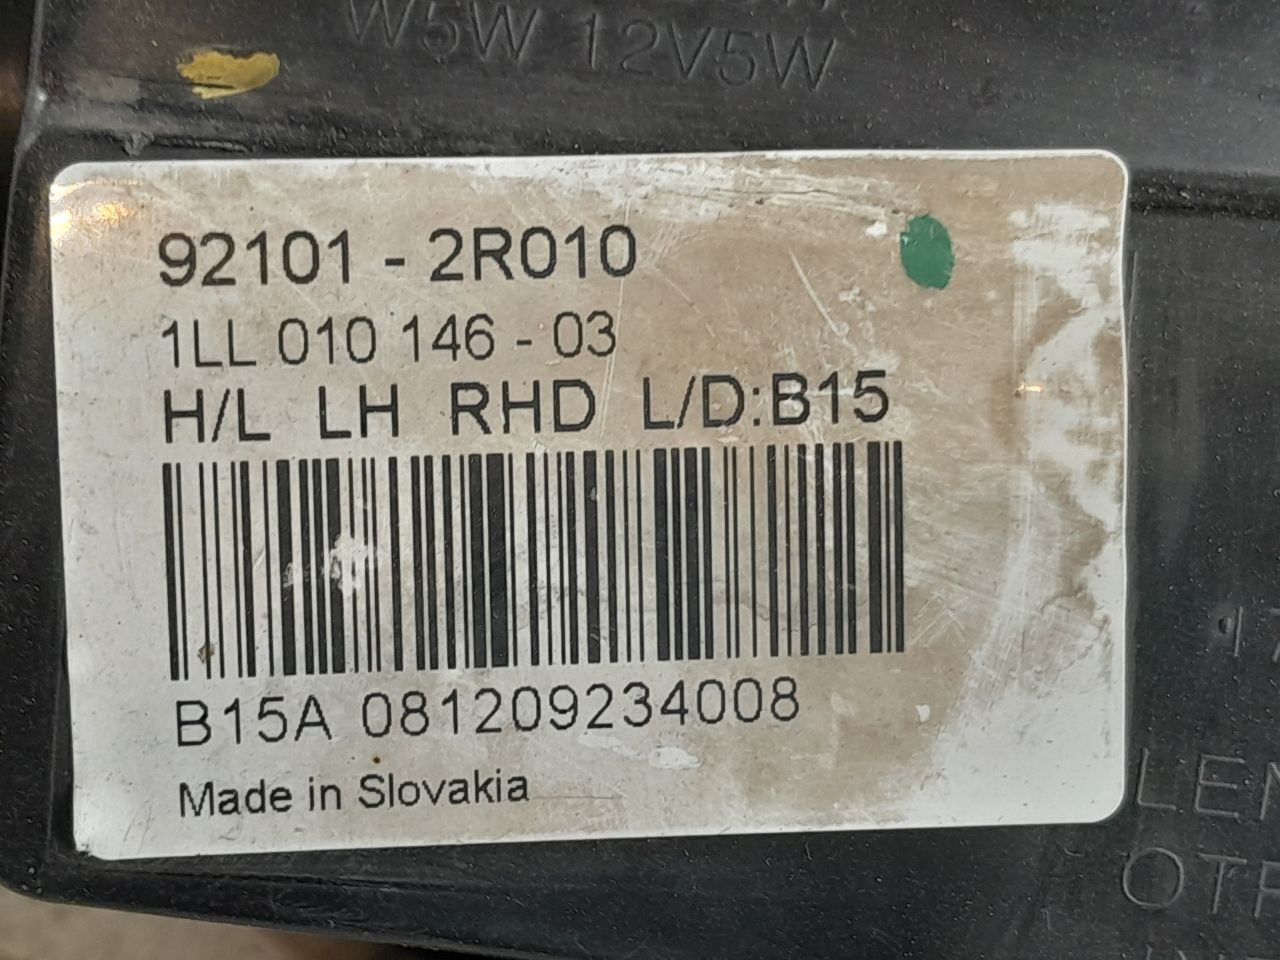 W5W 12V5W
92101 - 2R010
1LL 010 146 - 03
H/L LH RHD L/D:B15
B15A 081209234008
Made in Slovakia